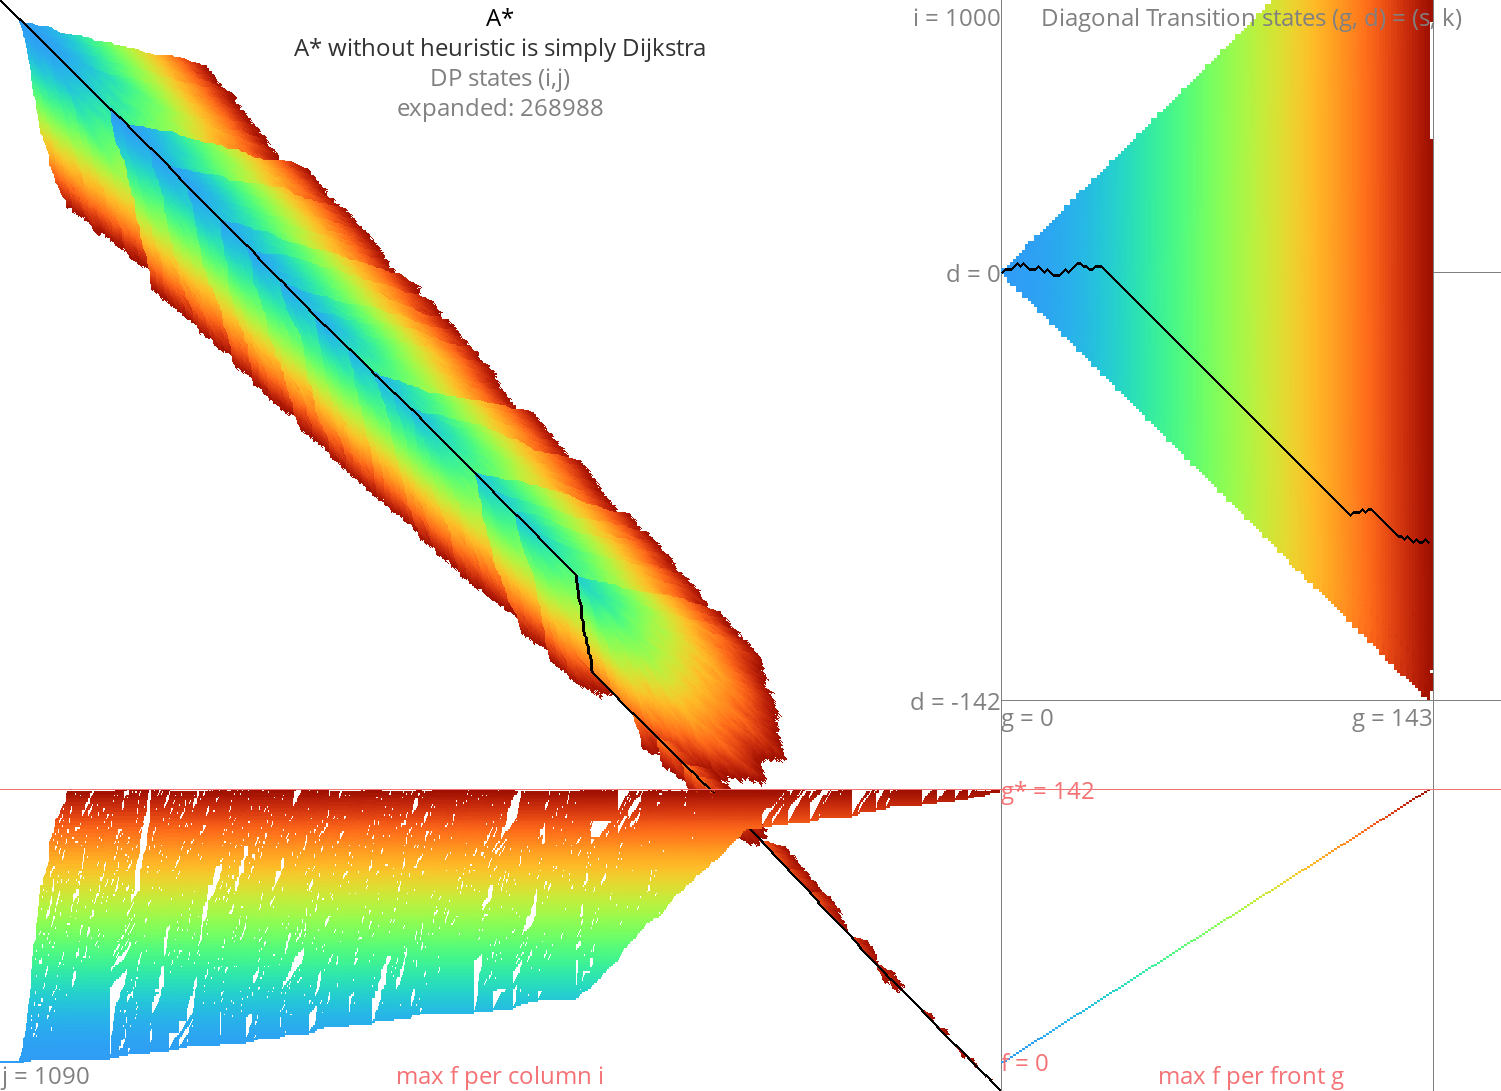 A*
A* without heuristic is simply Dijkstra
DP states (i,j)
expanded: 268988
i = 1000
Diagonal Transition states (g, d) = (s, k)
d = 0
d = -142
g = 0
g = 143
g* = 142
f = 0
j = 1090
max f per column i
max f per front g